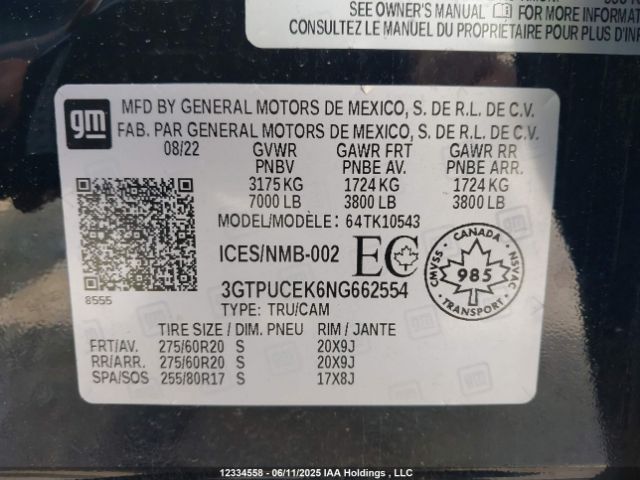 SEE OWNER'S MANUAL FOR MORE INFORMAT
CONSULTEZ LE MANUEL DU PROPRIÉTAIRE POUR PLUS D'INF
gm
MFD BY GENERAL MOTORS DE MEXICO, S. DE R.L. DE C.V.
FAB. PAR GENERAL MOTORS DE MEXICO, S. DE R.L. DE C.V.
08/22 GVWR GAWR FRT GAWR RR
PNBV PNBE AV. PNBE ARR.
3175 KG 1724 KG 1724 KG
7000 LB 3800 LB 3800 LB
MODEL/MODÈLE: 64TK10543
ICES/NMB-002 EC
CANADA
CMVSS 985 NSVAC
TRANSPORT
8555
3GTPUCEK6NG662554
TYPE: TRU/CAM
TIRE SIZE / DIM. PNEU RIM / JANTE
FRT/AV. 275/60R20 S 20X9J
RR/ARR. 275/60R20 S 20X9J
SPA/SOS 255/80R17 S 17X8J
12334558 - 06/11/2025 IAA Holdings , LLC